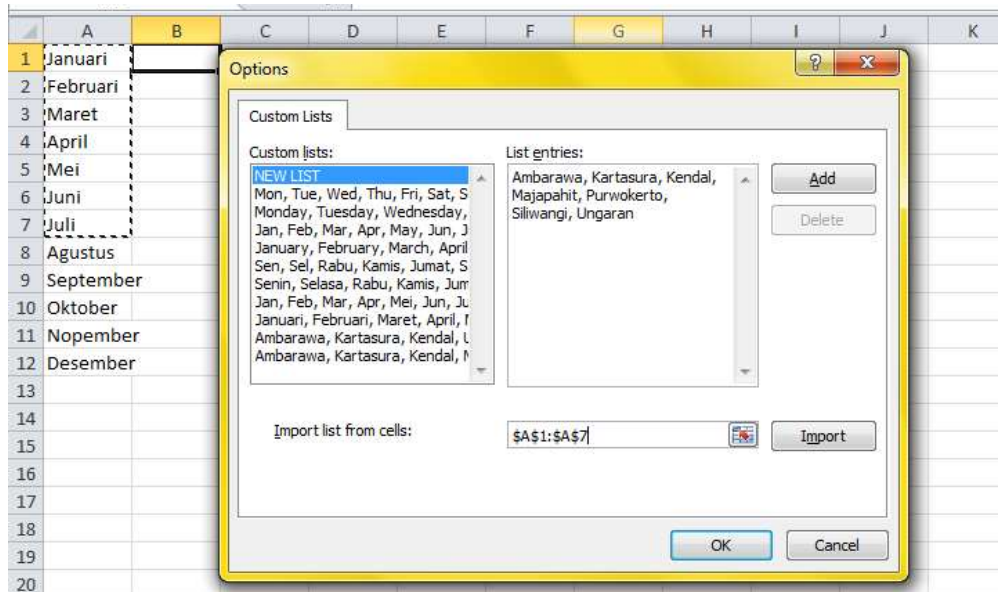 A B C D E F G H I J K
1 Januari
2 Februari
3 Maret
4 April
5 Mei
6 Juni
7 Juli
8 Agustus
9 September
10 Oktober
11 Nopember
12 Desember
13
14
15
16
17
18
19
20
Options
?
Custom Lists
Custom lists:
NEW LIST
Mon, Tue, Wed, Thu, Fri, Sat, S
Monday, Tuesday, Wednesday,
Jan, Feb, Mar, Apr, May, Jun, J
January, February, March, April
Sen, Sel, Rabu, Kamis, Jumat, S
Senin, Selasa, Rabu, Kamis, Jum
Jan, Feb, Mar, Apr, Mei, Jun, Ju
Januari, Februari, Maret, April,
Ambarawa, Kartasura, Kendal,
Ambarawa, Kartasura, Kendal,
List entries:
Ambarawa, Kartasura, Kendal,
Majapahit, Purwokerto,
Siliwangi, Ungaran
Add
Delete
Import list from cells:
$A$1:$A$7
Import
OK
Cancel